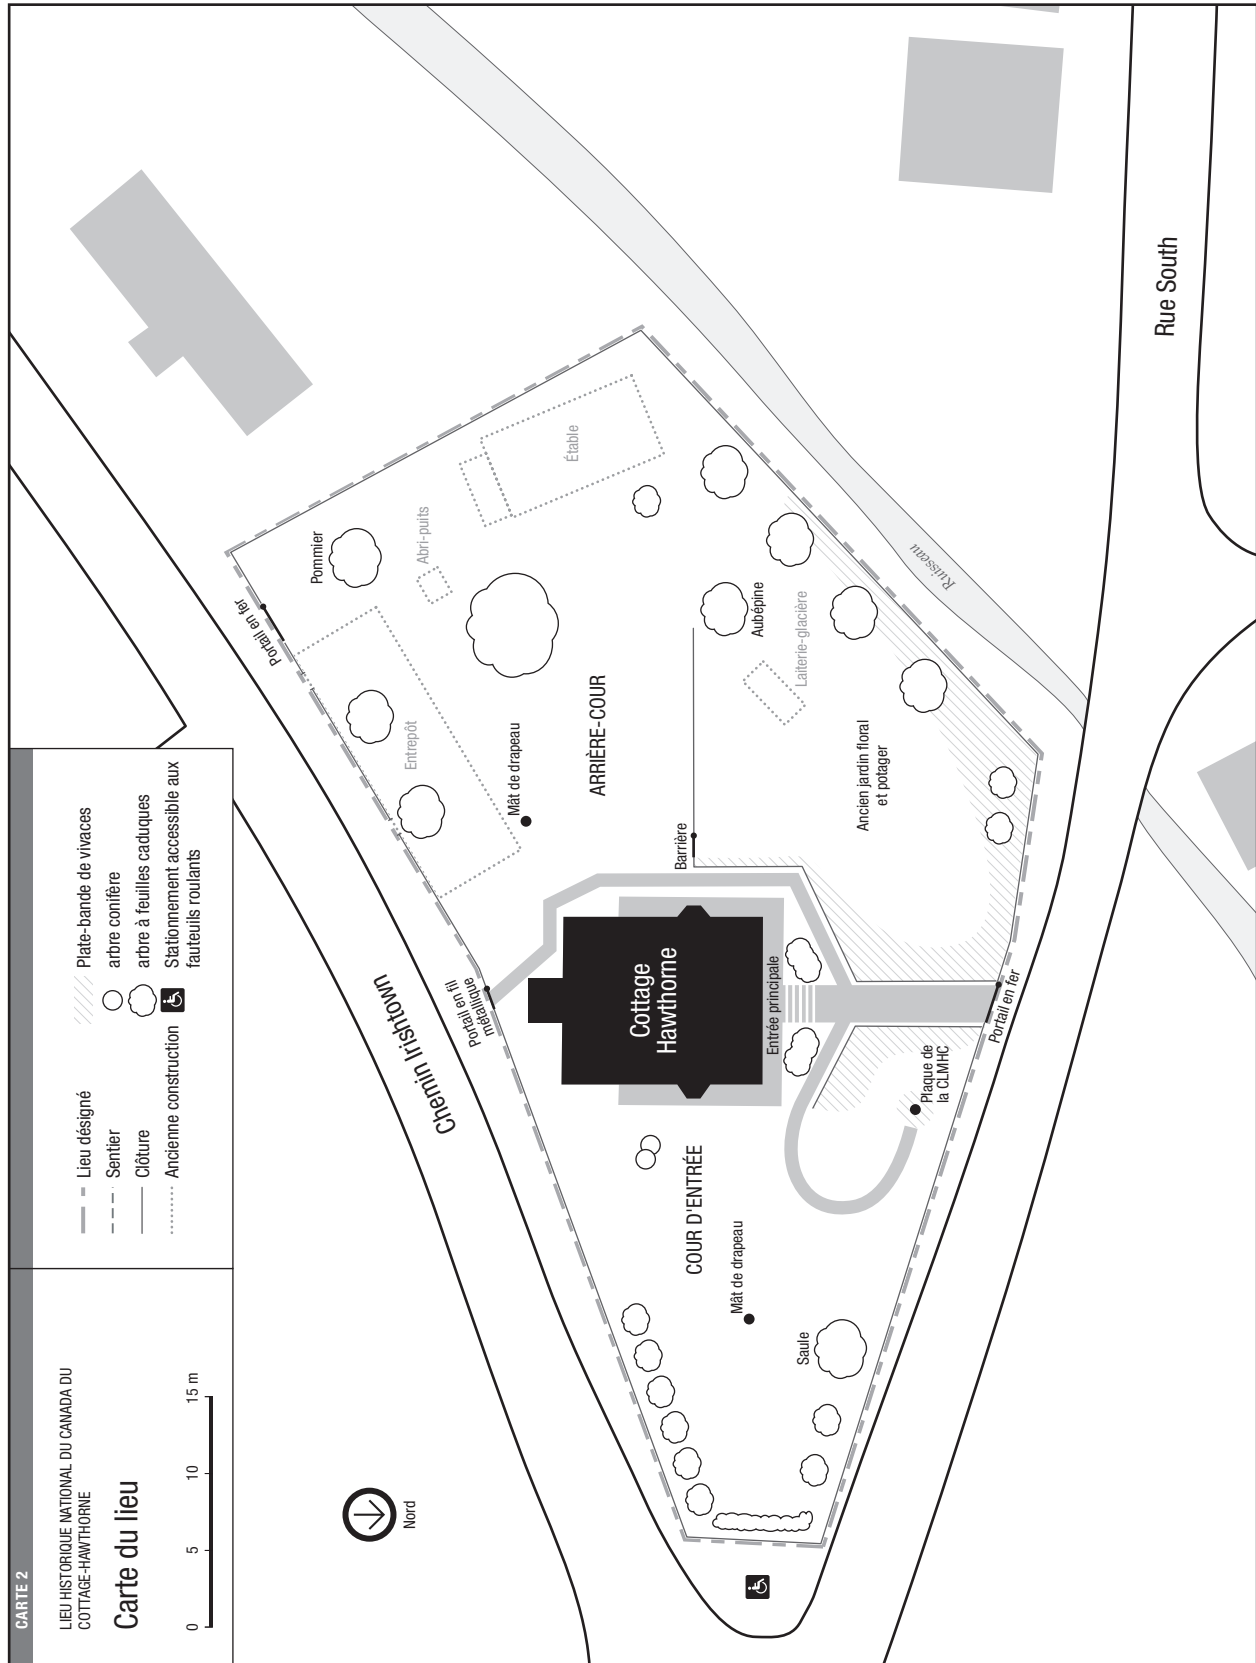 CARTE 2
LIEU HISTORIQUE NATIONAL DU CANADA DU
COTTAGE-HAWTHORNE
Carte du lieu
0 5 10 15 m
Lieu désigné
Sentier
Clôture
Ancienne construction
Plate-bande de vivaces
arbre conifère
arbre à feuilles caduques
Stationnement accessible aux
fauteuils roulants
Nord
Chemin Irishtown
Portail en fil
métallique
Portail en fer
Pommier
Entrepôt
Abri-puits
Étable
Mât de drapeau
ARRIÈRE-COUR
Barrière
Aubépine
Laiterie-glacière
Ancien jardin floral
et potager
Ruisseau
Cottage
Hawthorne
Entrée principale
Portail en fer
Plaque de
la CLMHC
COUR D'ENTRÉE
Mât de drapeau
Saule
Rue South